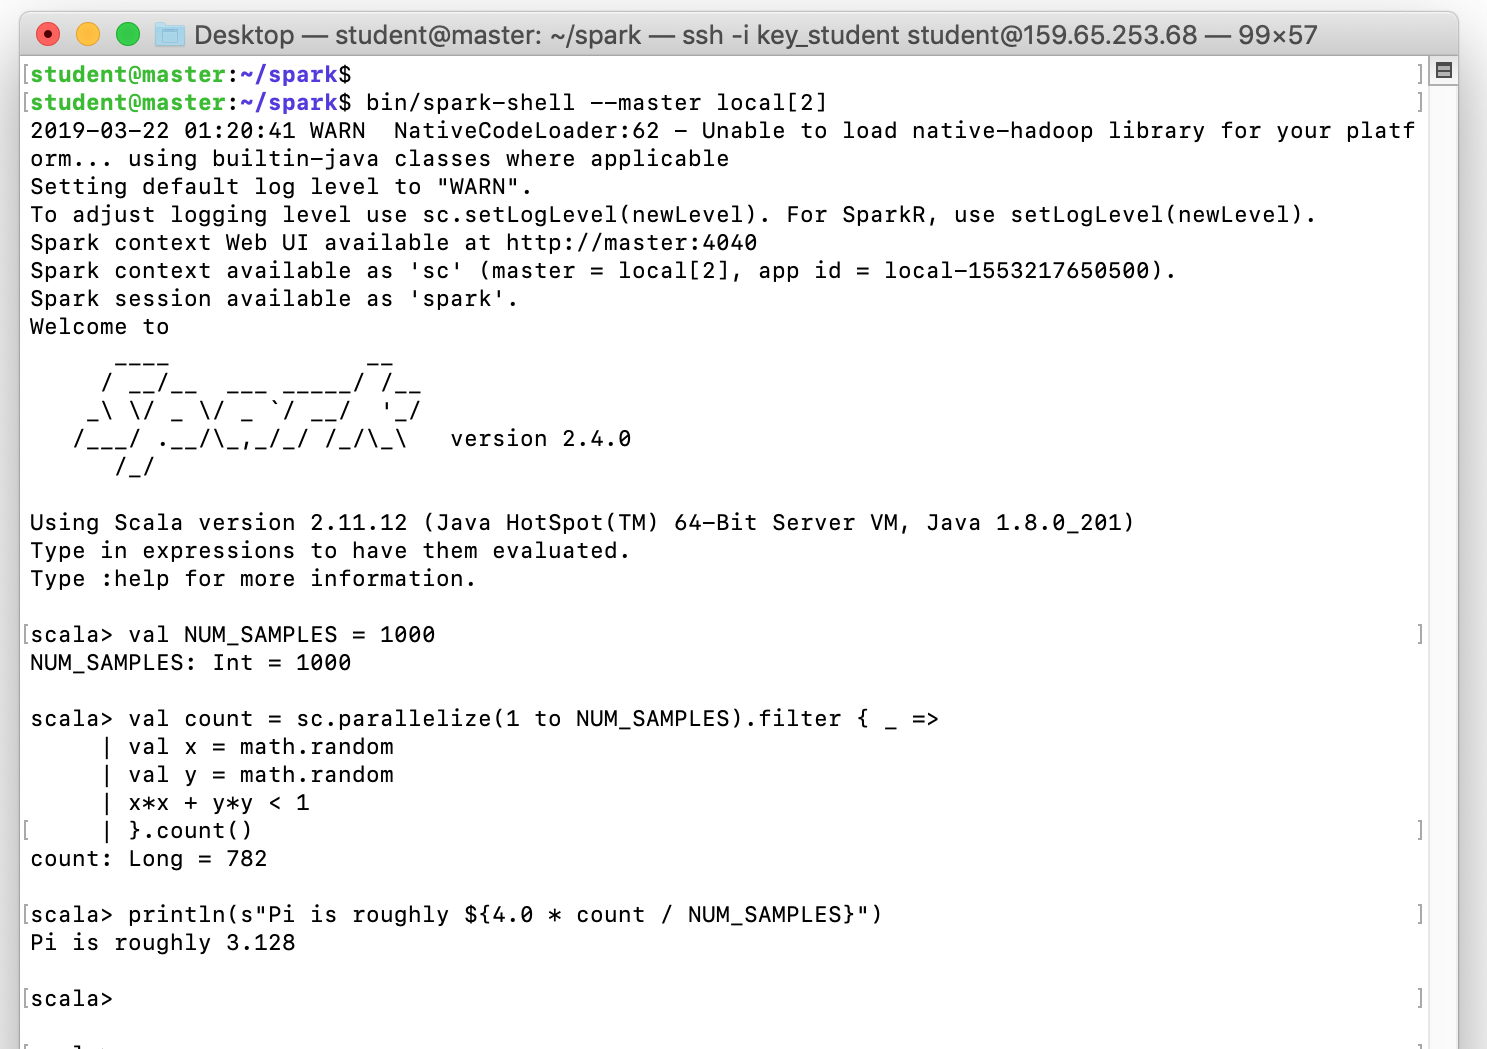 Desktop — student@master: ~/spark — ssh -i key_student student@159.65.253.68 — 99×57
[student@master:~/spark$ ]
[student@master:~/spark$ bin/spark-shell --master local[2] ]
2019-03-22 01:20:41 WARN  NativeCodeLoader:62 - Unable to load native-hadoop library for your platf
orm... using builtin-java classes where applicable
Setting default log level to "WARN".
To adjust logging level use sc.setLogLevel(newLevel). For SparkR, use setLogLevel(newLevel).
Spark context Web UI available at http://master:4040
Spark context available as 'sc' (master = local[2], app id = local-1553217650500).
Spark session available as 'spark'.
Welcome to
      ____              __
     / __/__  ___ _____/ /__
    _\ \/ _ \/ _ `/ __/  '_/
   /___/ .__/\_,_/_/ /_/\_\   version 2.4.0
      /_/
Using Scala version 2.11.12 (Java HotSpot(TM) 64-Bit Server VM, Java 1.8.0_201)
Type in expressions to have them evaluated.
Type :help for more information.
[scala> val NUM_SAMPLES = 1000 ]
NUM_SAMPLES: Int = 1000
scala> val count = sc.parallelize(1 to NUM_SAMPLES).filter { _ =>
     | val x = math.random
     | val y = math.random
     | x*x + y*y < 1
[     | }.count() ]
count: Long = 782
[scala> println(s"Pi is roughly ${4.0 * count / NUM_SAMPLES}") ]
Pi is roughly 3.128
[scala> ]